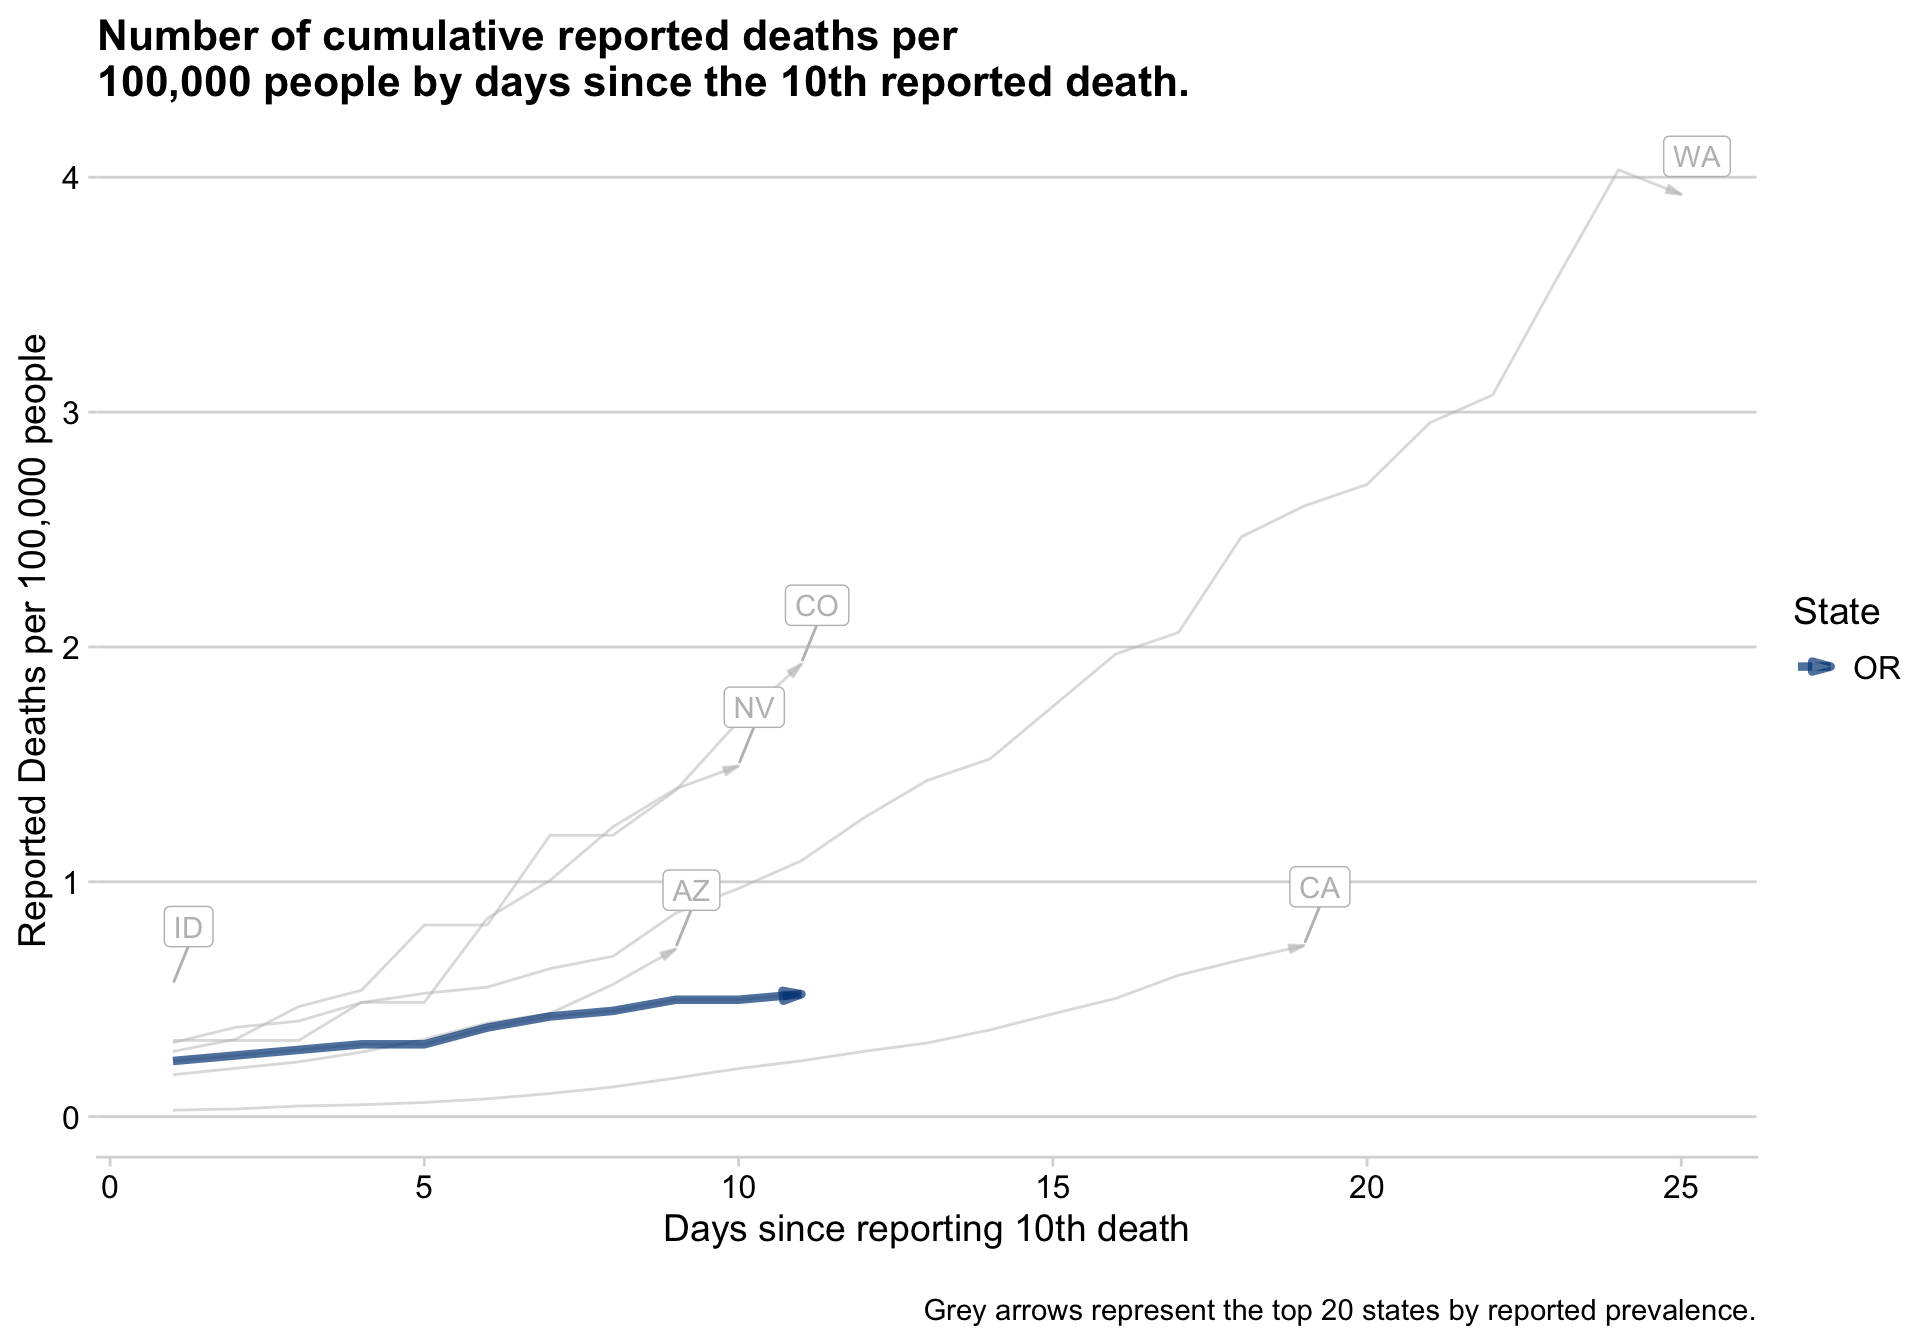 Number of cumulative reported deaths per
100,000 people by days since the 10th reported death.
Reported Deaths per 100,000 people
4
3
2
1
0
WA
CO
NV
AZ
CA
ID
State
OR
0 5 10 15 20 25
Days since reporting 10th death
Grey arrows represent the top 20 states by reported prevalence.